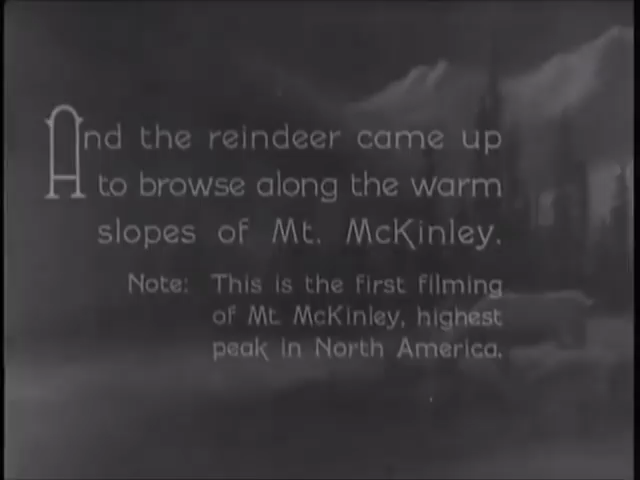 And the reindeer came up
to browse along the warm
slopes of Mt. McKinley.
Note: This is the first filming
of Mt. McKinley, highest
peak in North America.